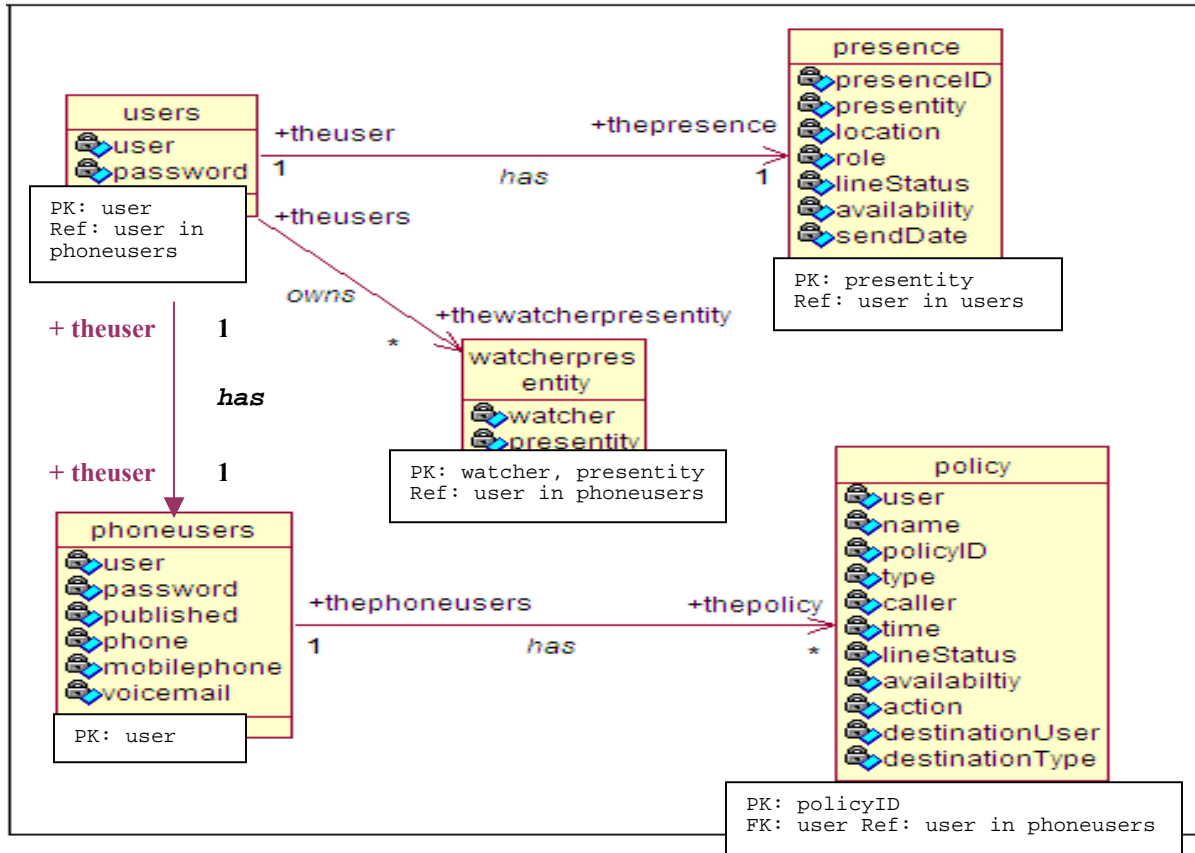 users
user
password
PK: user
Ref: user in
phoneusers
+theuser
1
has
+thepresence
1
presence
presenceID
presentity
location
role
lineStatus
availability
sendDate
PK: presentity
Ref: user in users
+theusers
owns
*
+thewatcherpresentity
watcherpres
entity
watcher
presentity
PK: watcher, presentity
Ref: user in phoneusers
+ theuser
1
has
+ theuser
1
phoneusers
user
password
published
phone
mobilephone
voicemail
PK: user
+thephoneusers
1
has
+thepolicy
*
policy
user
name
policyID
type
caller
time
lineStatus
availabiltiy
action
destinationUser
destinationType
PK: policyID
FK: user Ref: user in phoneusers